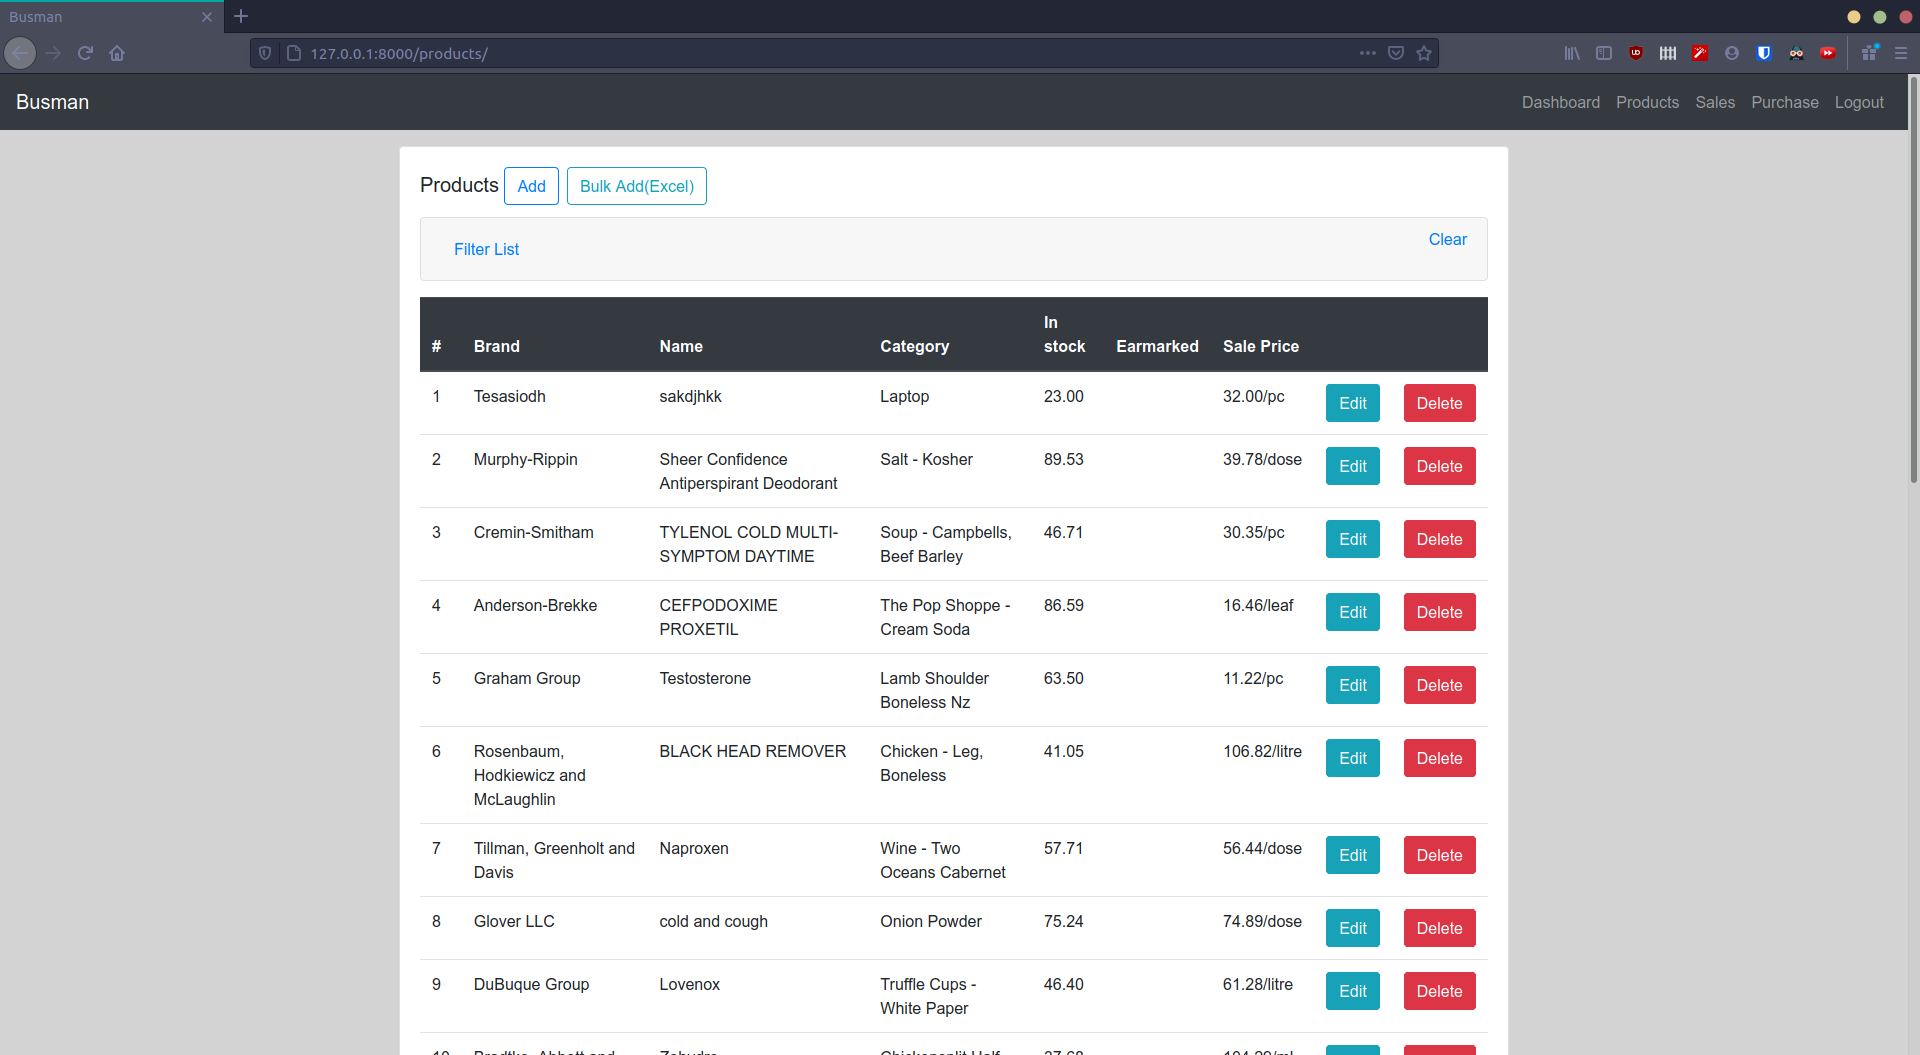 Busman
127.0.0.1:8000/products/
Busman
Dashboard Products Sales Purchase Logout
Products Add Bulk Add(Excel)
Filter List Clear
# Brand Name Category In stock Earmarked Sale Price
1 Tesasiodh sakdjhkk Laptop 23.00 32.00/pc Edit Delete
2 Murphy-Rippin Sheer Confidence Salt - Kosher 89.53 39.78/dose Edit Delete
Antiperspirant Deodorant
3 Cremin-Smitham TYLENOL COLD MULTI- Soup - Campbells, 46.71 30.35/pc Edit Delete
SYMPTOM DAYTIME Beef Barley
4 Anderson-Brekke CEFPODOXIME The Pop Shoppe - 86.59 16.46/leaf Edit Delete
PROXETIL Cream Soda
5 Graham Group Testosterone Lamb Shoulder 63.50 11.22/pc Edit Delete
Boneless Nz
6 Rosenbaum, BLACK HEAD REMOVER Chicken - Leg, 41.05 106.82/litre Edit Delete
Hodkiewicz and Boneless
McLaughlin
7 Tillman, Greenholt and Naproxen Wine - Two 57.71 56.44/dose Edit Delete
Davis Oceans Cabernet
8 Glover LLC cold and cough Onion Powder 75.24 74.89/dose Edit Delete
9 DuBuque Group Lovenox Truffle Cups - 46.40 61.28/litre Edit Delete
White Paper